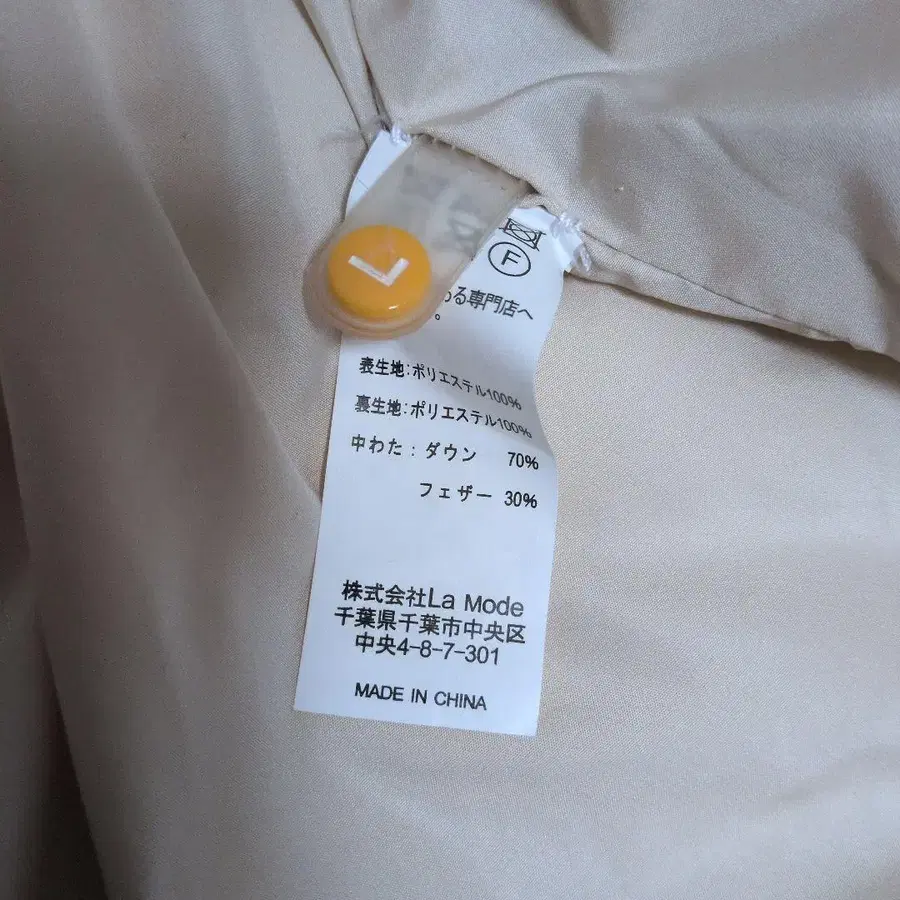 L
F
る専門店へ
。
表生地:ポリエステル100%
裏生地:ポリエステル100%
中わた:ダウン 70%
フェザー 30%
株式会社La Mode
千葉県千葉市中央区
中央4-8-7-301
MADE IN CHINA